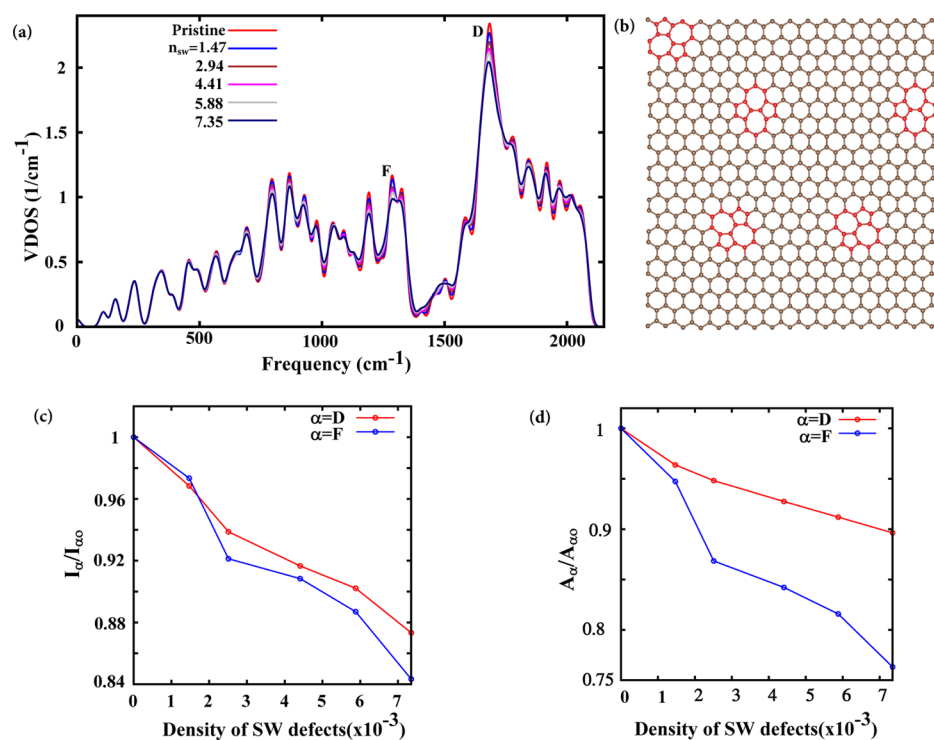 (a)
Pristine
n_sw=1.47
2.94
4.41
5.88
7.35
D
F
2
1.5
1
0.5
0
VDOS (1/cm⁻¹)
0 500 1000 1500 2000
Frequency (cm⁻¹)
(b)
(c)
α=D
α=F
1
0.96
0.92
0.88
0.84
I_α/I_αo
0 1 2 3 4 5 6 7
Density of SW defects(x10⁻³)
(d)
α=D
α=F
1
0.9
0.8
0.75
A_α/A_αo
0 1 2 3 4 5 6 7
Density of SW defects(x10⁻³)